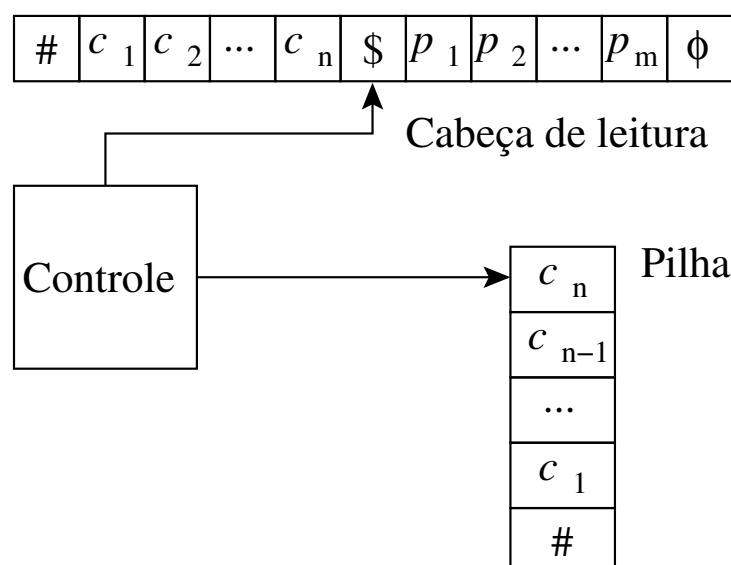 # c 1 c 2 ... c n $ p 1 p 2 ... p m ϕ
Cabeça de leitura
Controle
Pilha
c n
c n−1
...
c 1
#